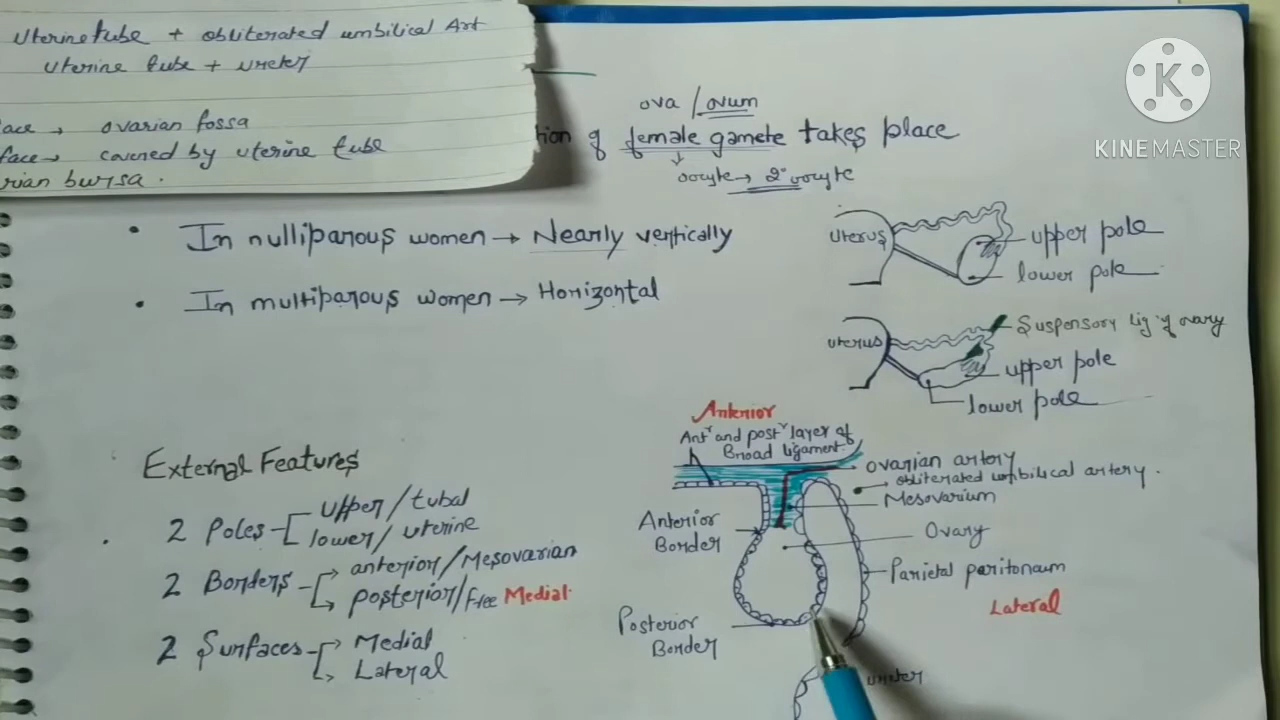 Uterine tube + obliterated umbilical Art
Uterine tube + ureter
ace → ovarian fossa
face → covered by uterine tube
rian bursa.
ova / ovum
tion of female gamete takes place
oocyte → 2° oocyte
• In nulliparous women → Nearly vertically
• In multiparous women → Horizontal
uterus
upper pole
lower pole
uterus
Suspensory lig of ovary
upper pole
lower pole
External Features
2 Poles
upper / tubal
lower / uterine
2 Borders
→ anterior / Mesovarian
→ posterior / free Medial
2 Surfaces
→ Medial
→ Lateral
Anterior
Antr and postr layer of
Broad ligament
ovarian artery
obliterated umbilical artery.
Mesovarium
Anterior
Border
Ovary
Parietal peritonaum
Lateral
Posterior
Border
ureter
K
KINEMASTER